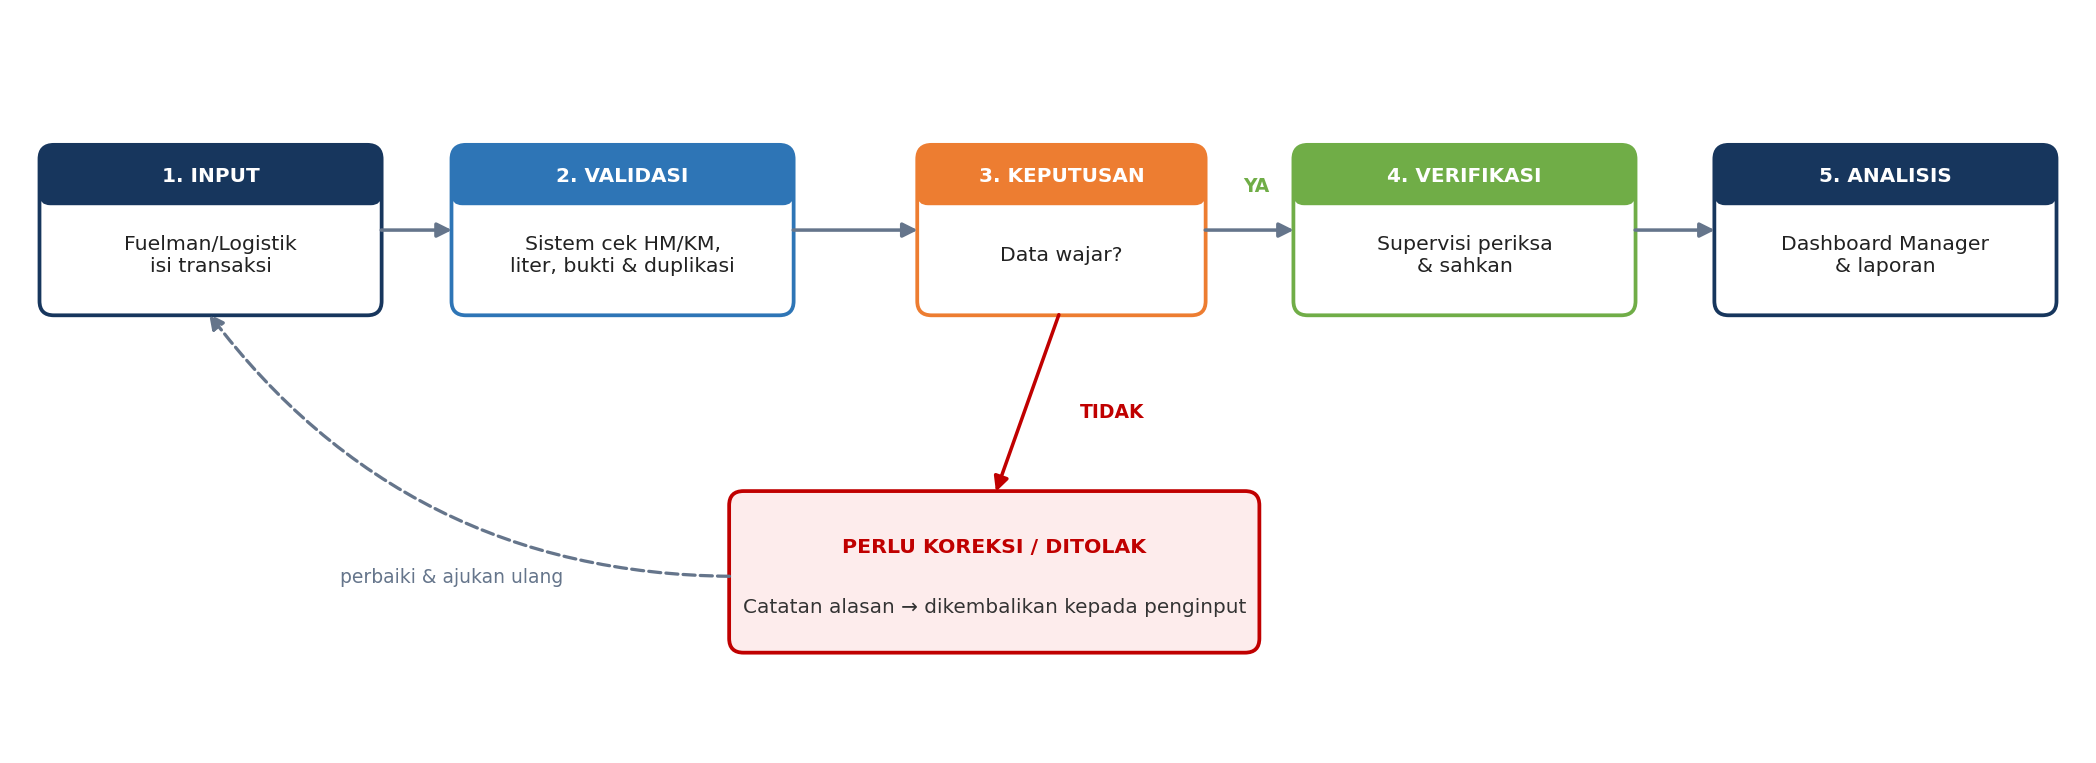 1. INPUT
Fuelman/Logistik
isi transaksi
2. VALIDASI
Sistem cek HM/KM,
liter, bukti & duplikasi
3. KEPUTUSAN
Data wajar?
YA
4. VERIFIKASI
Supervisi periksa
& sahkan
5. ANALISIS
Dashboard Manager
& laporan
TIDAK
PERLU KOREKSI / DITOLAK
Catatan alasan → dikembalikan kepada penginput
perbaiki & ajukan ulang